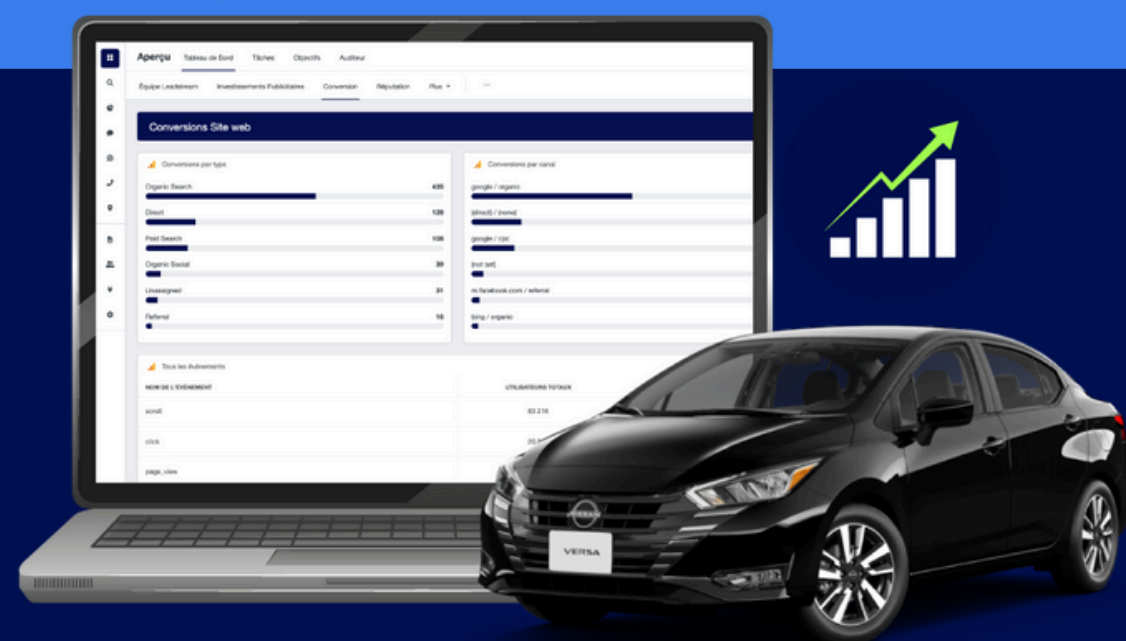 Aperçu Tableau de Bord Tâches Objectifs Auditeur
Équipe Leadstream Investissements Publicitaires Conversion Réputation Plus
Conversions Site web
Conversions par type Conversions par canal
Organic Search 435 google / organic
Direct 128 (direct) / (none)
Paid Search 108 google / cpc
Organic Social 39 (not set)
Unassigned 31 m.facebook.com / referral
Referral 16 bing / organic
Tous les événements
NOM DE L'ÉVÉNEMENT UTILISATEURS TOTAUX
scroll 83 216
click
page_view
NISSAN
VERSA